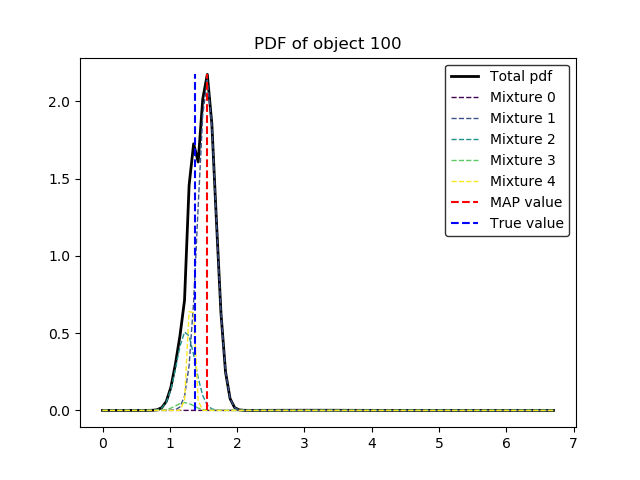 PDF of object 100
Total pdf
Mixture 0
Mixture 1
Mixture 2
Mixture 3
Mixture 4
MAP value
True value
2.0
1.5
1.0
0.5
0.0
0 1 2 3 4 5 6 7